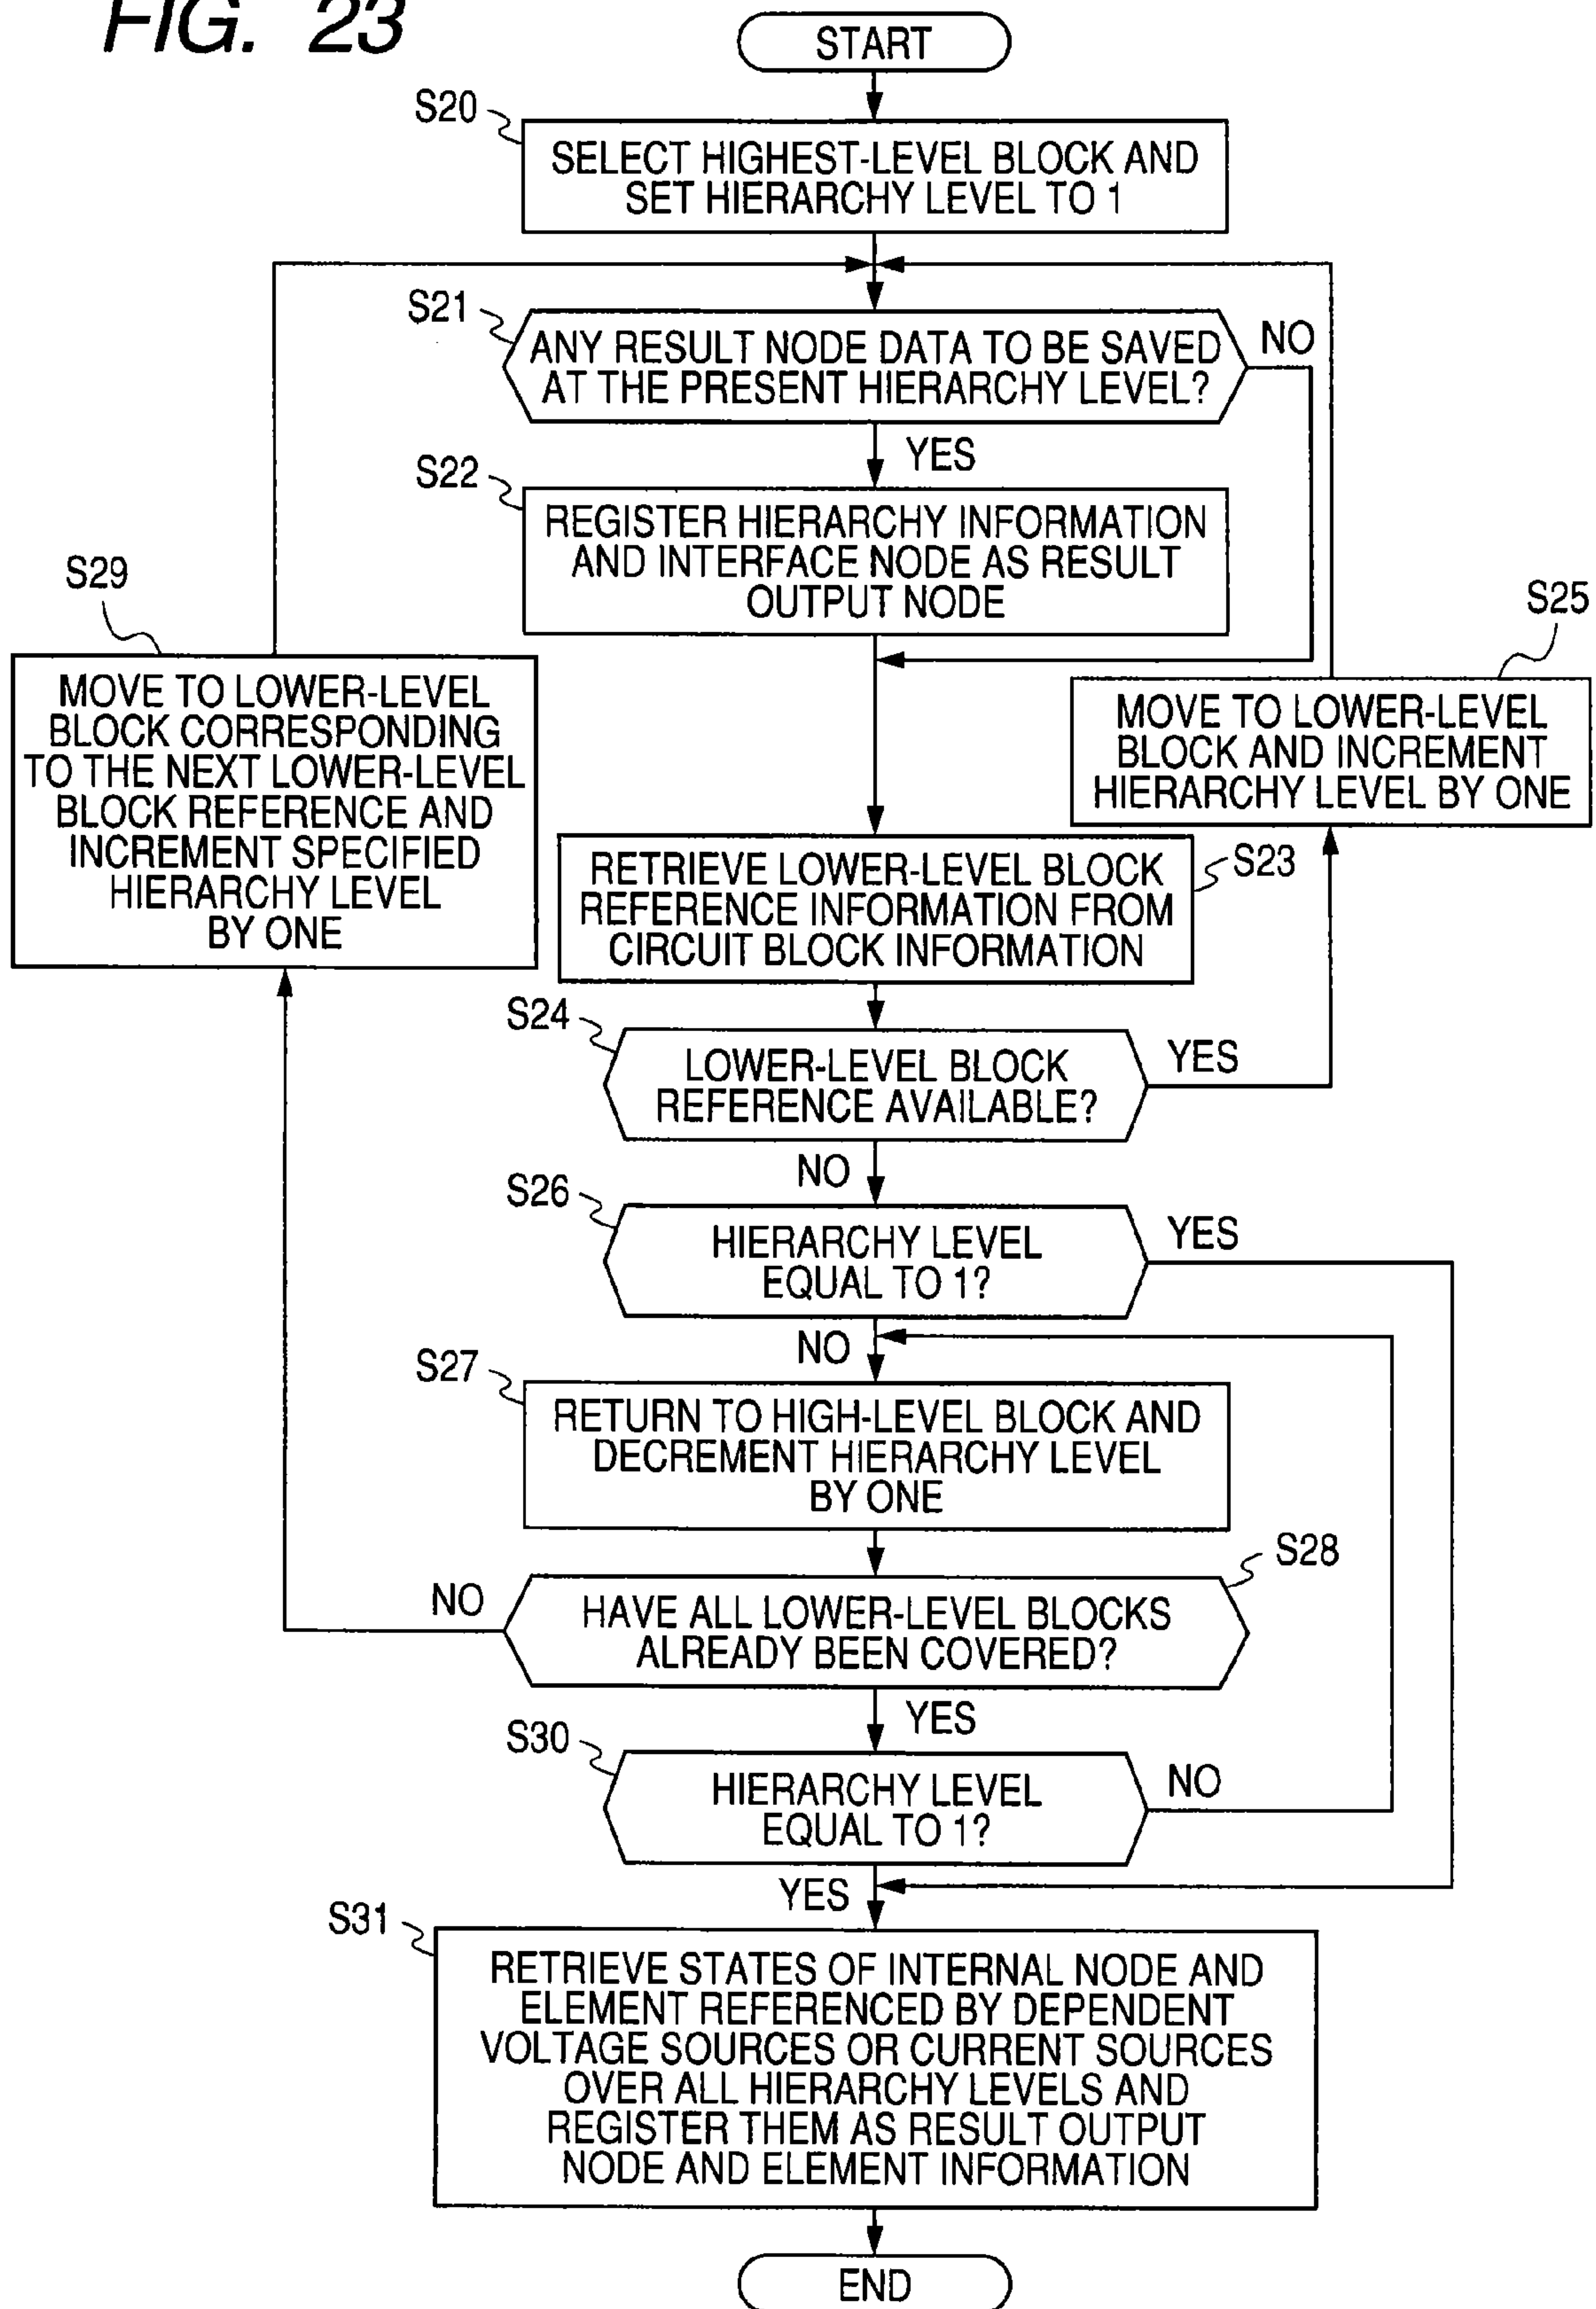 FIG. 23
START
S20
SELECT HIGHEST-LEVEL BLOCK AND
SET HIERARCHY LEVEL TO 1
S21
ANY RESULT NODE DATA TO BE SAVED
AT THE PRESENT HIERARCHY LEVEL?
NO
YES
S22
REGISTER HIERARCHY INFORMATION
AND INTERFACE NODE AS RESULT
OUTPUT NODE
S29
MOVE TO LOWER-LEVEL
BLOCK CORRESPONDING
TO THE NEXT LOWER-LEVEL
BLOCK REFERENCE AND
INCREMENT SPECIFIED
HIERARCHY LEVEL
BY ONE
S25
MOVE TO LOWER-LEVEL
BLOCK AND INCREMENT
HIERARCHY LEVEL BY ONE
S23
RETRIEVE LOWER-LEVEL BLOCK
REFERENCE INFORMATION FROM
CIRCUIT BLOCK INFORMATION
S24
LOWER-LEVEL BLOCK
REFERENCE AVAILABLE?
YES
NO
S26
HIERARCHY LEVEL
EQUAL TO 1?
YES
NO
S27
RETURN TO HIGH-LEVEL BLOCK AND
DECREMENT HIERARCHY LEVEL
BY ONE
S28
NO
HAVE ALL LOWER-LEVEL BLOCKS
ALREADY BEEN COVERED?
YES
S30
HIERARCHY LEVEL
EQUAL TO 1?
NO
YES
S31
RETRIEVE STATES OF INTERNAL NODE AND
ELEMENT REFERENCED BY DEPENDENT
VOLTAGE SOURCES OR CURRENT SOURCES
OVER ALL HIERARCHY LEVELS AND
REGISTER THEM AS RESULT OUTPUT
NODE AND ELEMENT INFORMATION
END